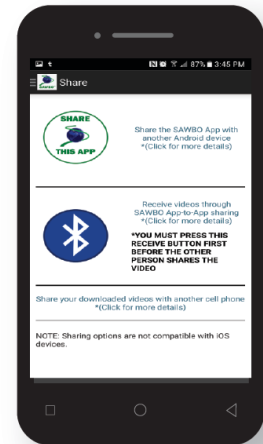 87% 3:45 PM
Share
SHARE
THIS APP
Share the SAWBO App with
another Android device
*(Click for more details)
Receive videos through
SAWBO App-to-App sharing
*(Click for more details)
*YOU MUST PRESS THIS
RECEIVE BUTTON FIRST
BEFORE THE OTHER
PERSON SHARES THE
VIDEO
Share your downloaded videos with another cell phone
*(Click for more details)
NOTE: Sharing options are not compatible with iOS
devices.